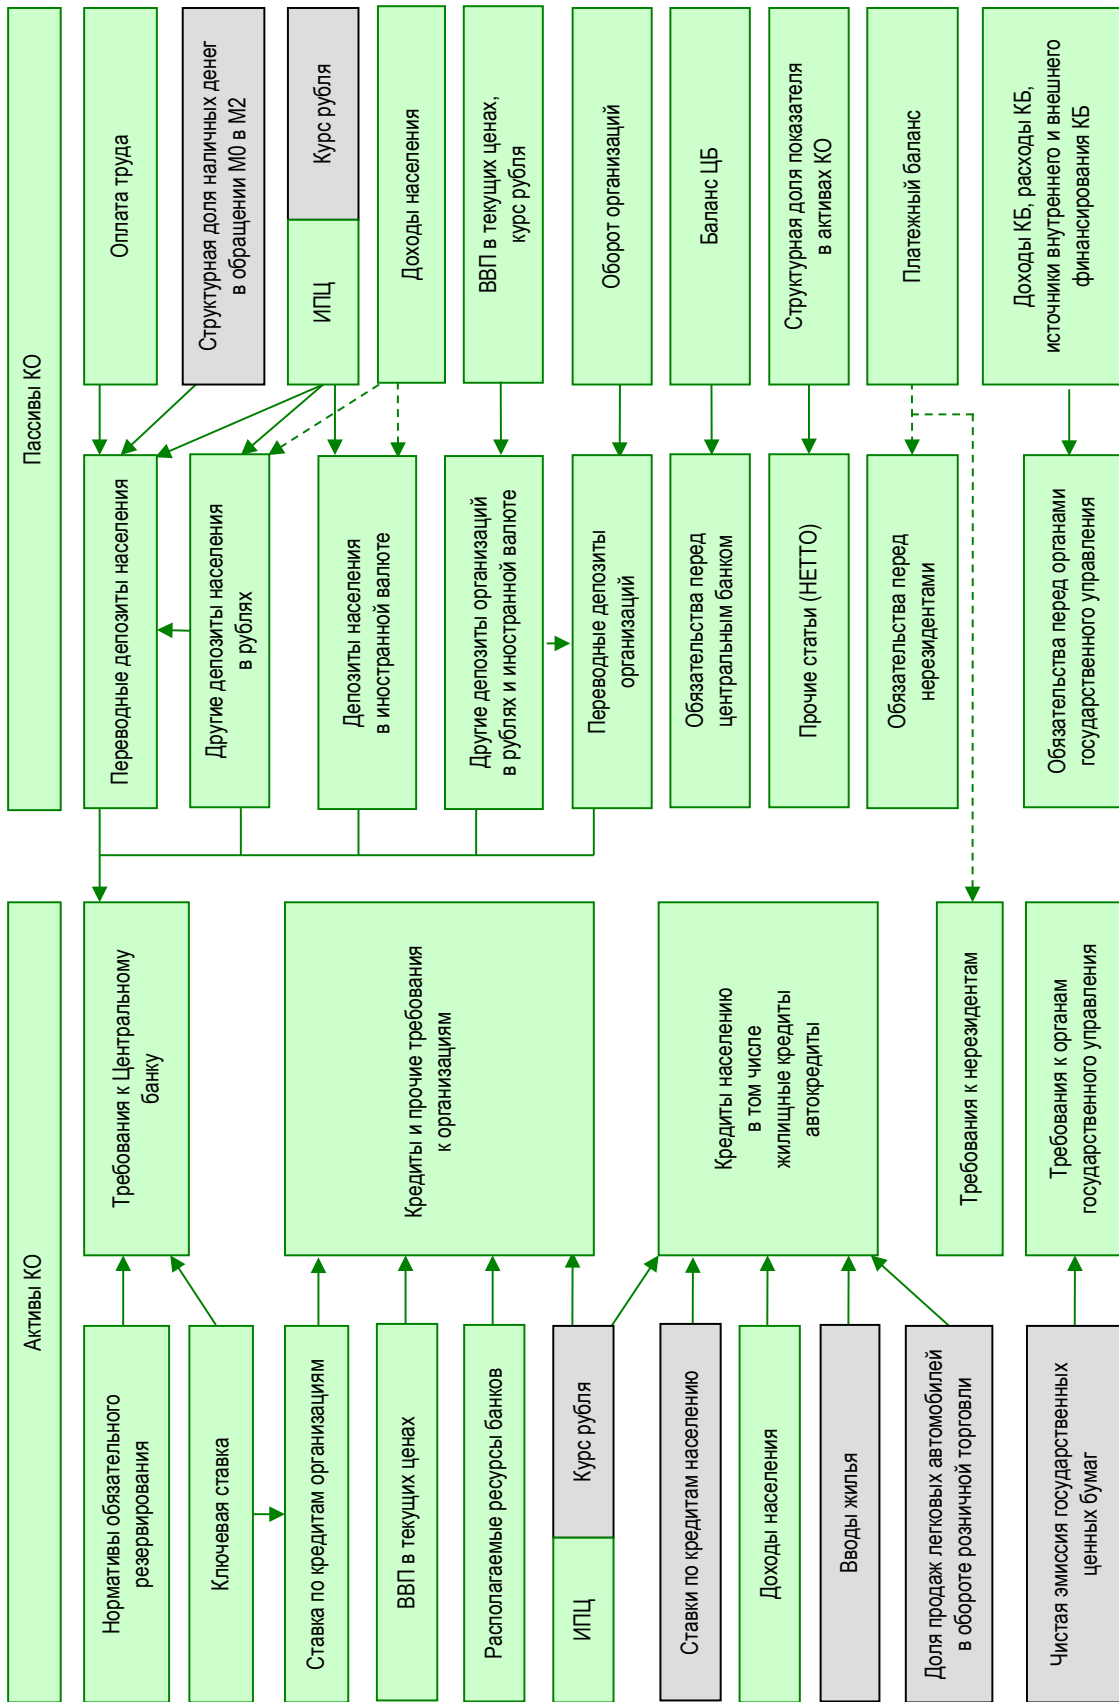 Активы КО
Пассивы КО
Нормативы обязательного
резервирования
Ключевая ставка
Ставка по кредитам организациям
ВВП в текущих ценах
Располагаемые ресурсы банков
ИПЦ
Курс рубля
Ставки по кредитам населению
Доходы населения
Вводы жилья
Доля продаж легковых автомобилей
в обороте розничной торговли
Чистая эмиссия государственных
ценных бумаг
Требования к Центральному
банку
Кредиты и прочие требования
к организациям
Кредиты населению
в том числе
жилищные кредиты
автокредиты
Требования к нерезидентам
Требования к органам
государственного управления
Переводные депозиты населения
Другие депозиты населения
в рублях
Депозиты населения
в иностранной валюте
Другие депозиты организаций
в рублях и иностранной валюте
Переводные депозиты
организаций
Обязательства перед
центральным банком
Прочие статьи (НЕТТО)
Обязательства перед
нерезидентами
Обязательства перед органами
государственного управления
Оплата труда
Структурная доля наличных денег
в обращении М0 в М2
ИПЦ
Курс рубля
Доходы населения
ВВП в текущих ценах,
курс рубля
Оборот организаций
Баланс ЦБ
Структурная доля показателя
в активах КО
Платежный баланс
Доходы КБ, расходы КБ,
источники внутреннего и внешнего
финансирования КБ